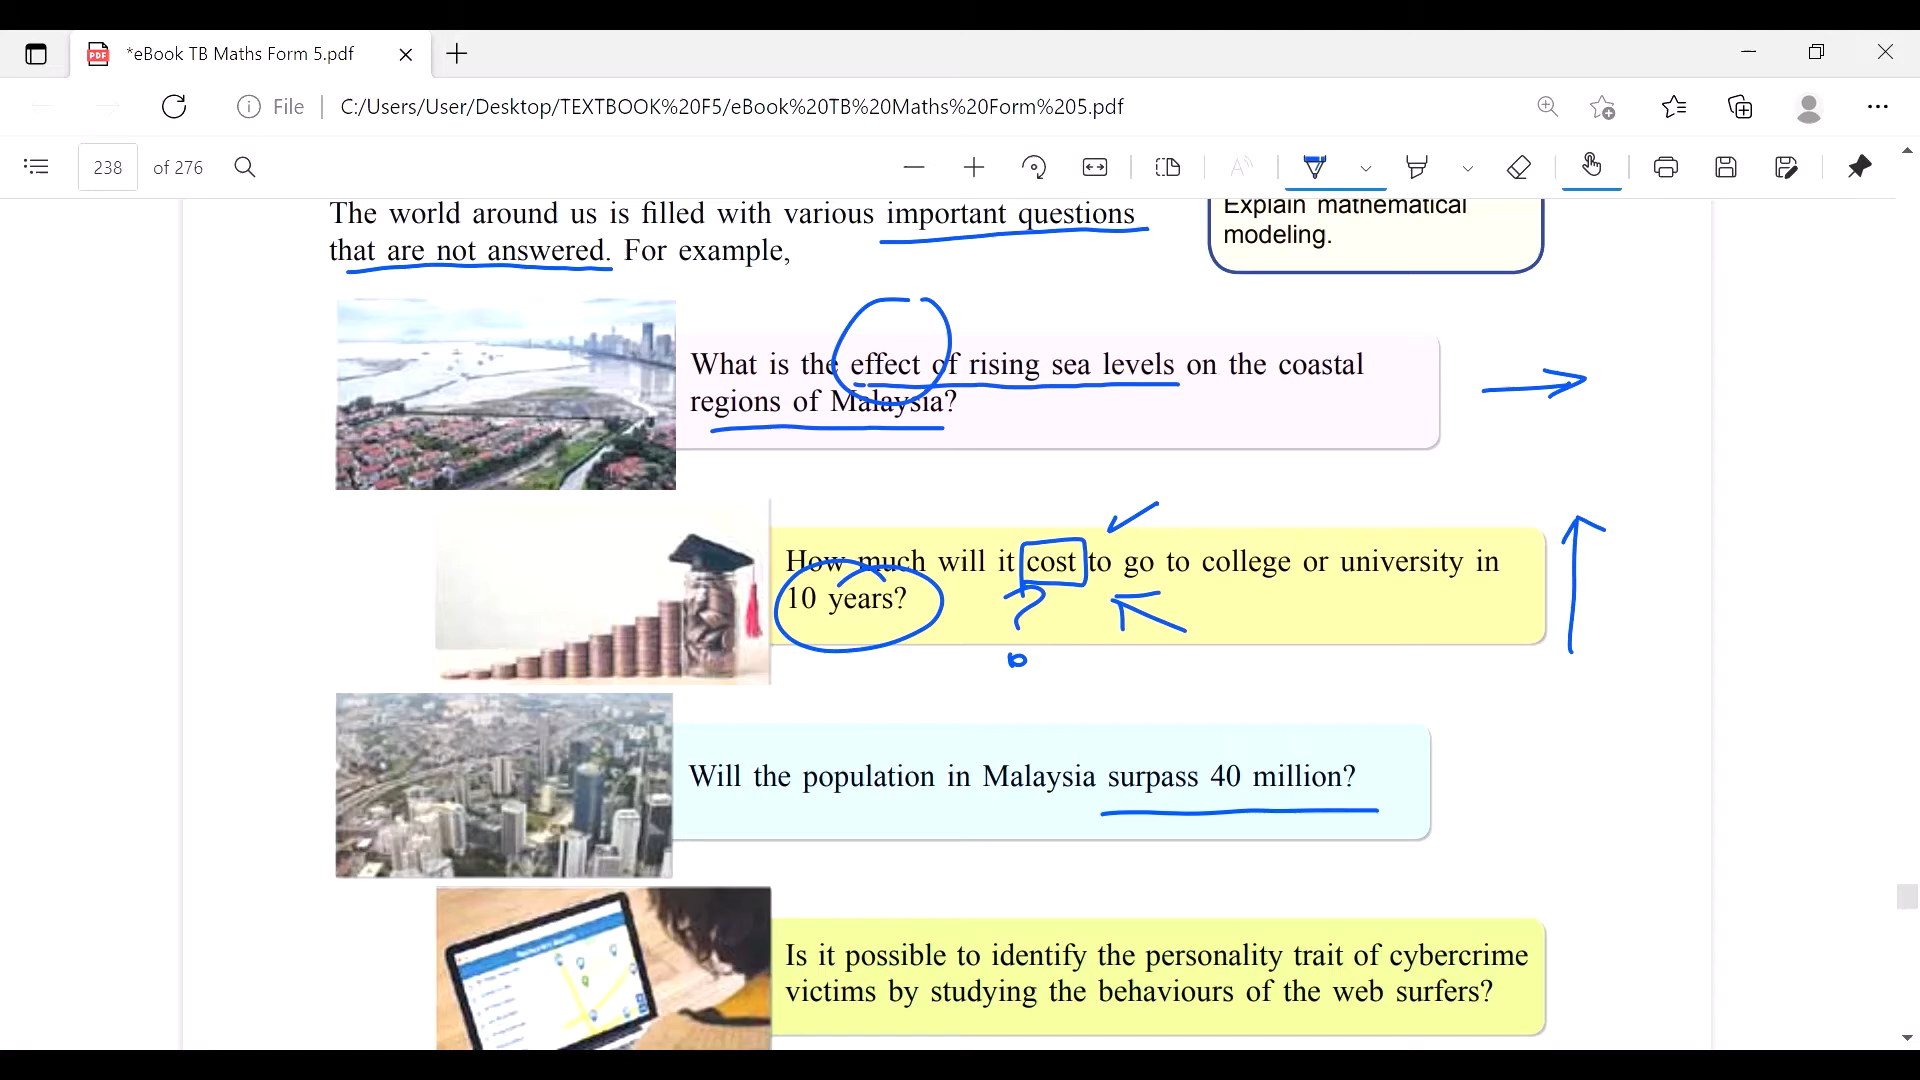 *eBook TB Maths Form 5.pdf
File
C:/Users/User/Desktop/TEXTBOOK%20F5/eBook%20TB%20Maths%20Form%205.pdf
238 of 276
The world around us is filled with various important questions
that are not answered. For example,
Explain mathematical
modeling.
What is the effect of rising sea levels on the coastal
regions of Malaysia?
How much will it cost to go to college or university in
10 years?
?
Will the population in Malaysia surpass 40 million?
Is it possible to identify the personality trait of cybercrime
victims by studying the behaviours of the web surfers?